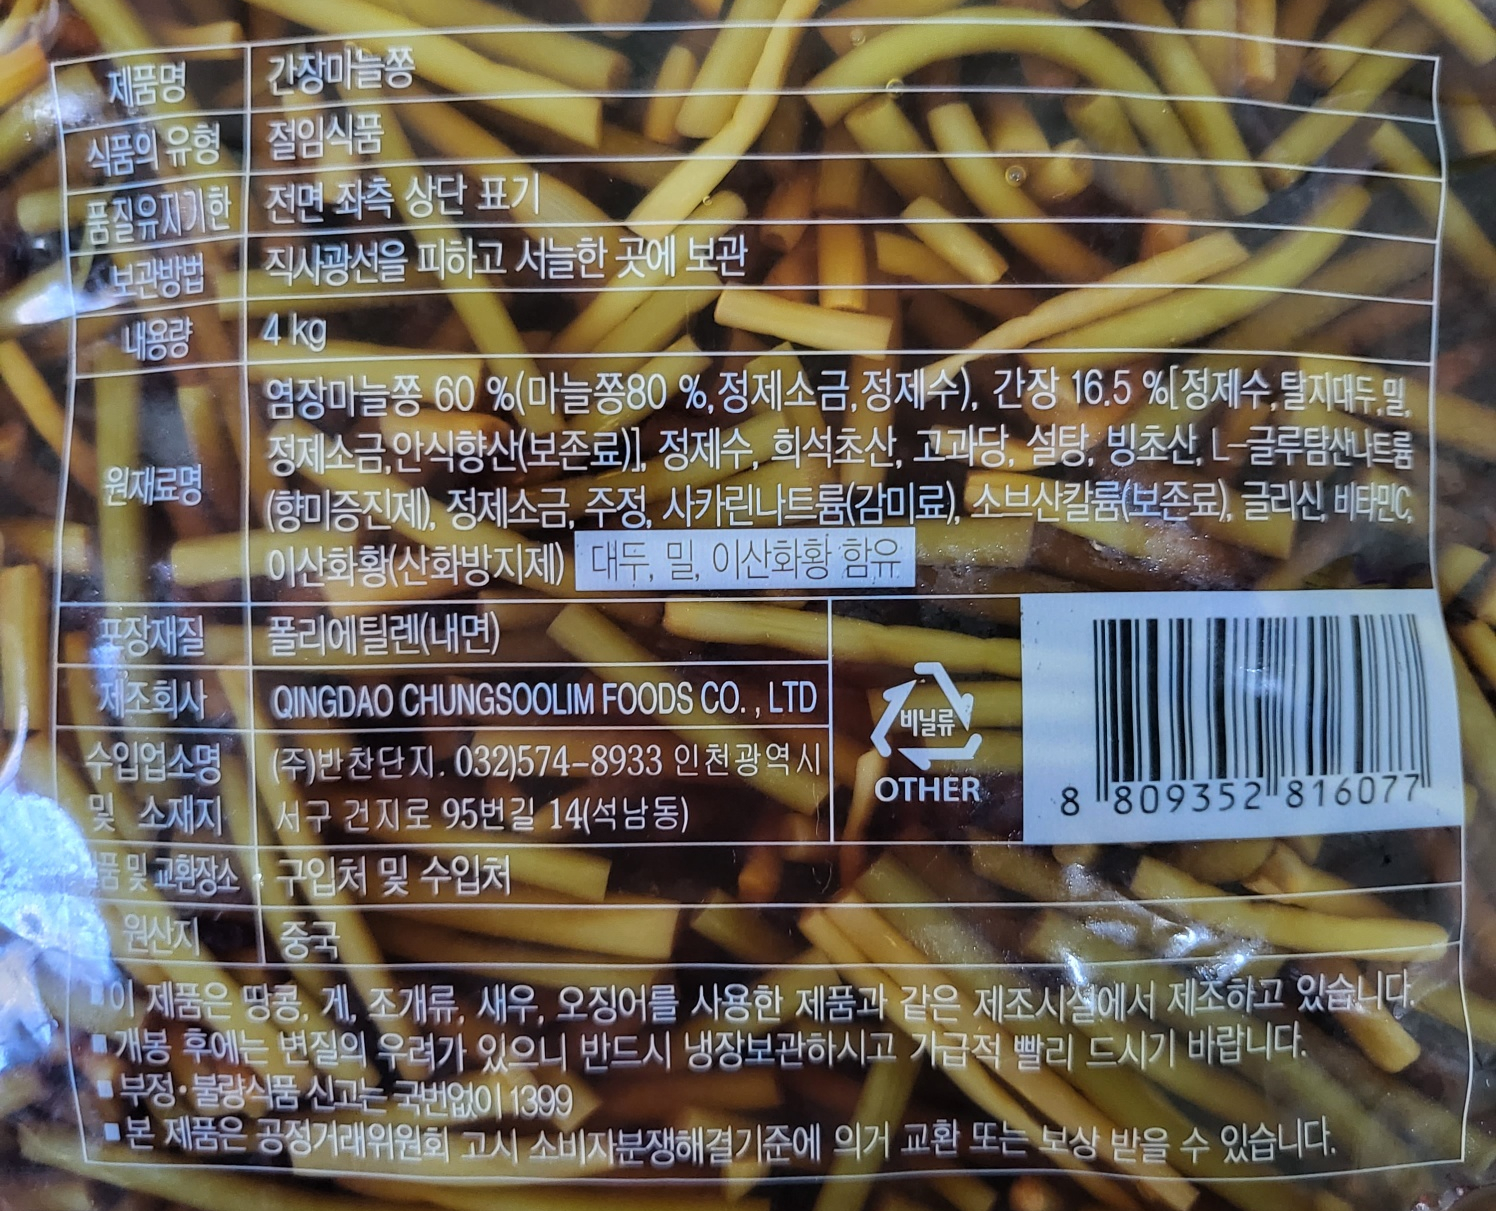 제품명 간장마늘쫑
식품의 유형 절임식품
품질유지기한 전면 좌측 상단 표기
보관방법 직사광선을 피하고 서늘한 곳에 보관
내용량 4 kg
원재료명
염장마늘쫑 60 %(마늘쫑80 %,정제소금,정제수), 간장 16.5 %[정제수,탈지대두,밀,
정제소금,안식향산(보존료)], 정제수, 희석초산, 고과당, 설탕, 빙초산, L-글루탐산나트륨
(향미증진제), 정제소금, 주정, 사카린나트륨(감미료), 소브산칼륨(보존료), 글리신, 비타민C,
이산화황(산화방지제) 대두, 밀, 이산화황 함유
포장재질 폴리에틸렌(내면)
제조회사 QINGDAO CHUNGSOOLIM FOODS CO. , LTD
수입업소명 (주)반찬단지. 032)574-8933 인천광역시
및 소재지 서구 건지로 95번길 14(석남동)
비닐류
OTHER
8 809352 816077
품 및 교환장소 구입처 및 수입처
원산지 중국
▪이 제품은 땅콩, 게, 조개류, 새우, 오징어를 사용한 제품과 같은 제조시설에서 제조하고 있습니다.
▪개봉 후에는 변질의 우려가 있으니 반드시 냉장보관하시고 가급적 빨리 드시기 바랍니다.
▪부정·불량식품 신고는 국번없이 1399
▪본 제품은 공정거래위원회 고시 소비자분쟁해결기준에 의거 교환 또는 보상 받을 수 있습니다.